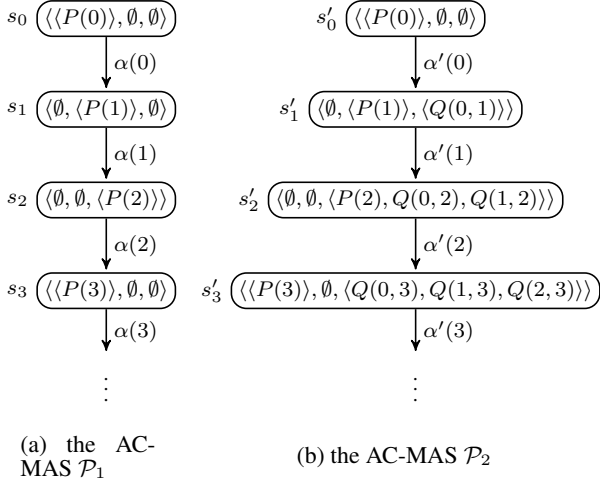 s₀ ⟨⟨P(0)⟩, ∅, ∅⟩
α(0)
s₁ ⟨∅, ⟨P(1)⟩, ∅⟩
α(1)
s₂ ⟨∅, ∅, ⟨P(2)⟩⟩
α(2)
s₃ ⟨⟨P(3)⟩, ∅, ∅⟩
α(3)
⋮
(a) the AC-
MAS 𝒫₁
s′₀ ⟨⟨P(0)⟩, ∅, ∅⟩
α′(0)
s′₁ ⟨∅, ⟨P(1)⟩, ⟨Q(0, 1)⟩⟩
α′(1)
s′₂ ⟨∅, ∅, ⟨P(2), Q(0, 2), Q(1, 2)⟩⟩
α′(2)
s′₃ ⟨⟨P(3)⟩, ∅, ⟨Q(0, 3), Q(1, 3), Q(2, 3)⟩⟩
α′(3)
⋮
(b) the AC-MAS 𝒫₂